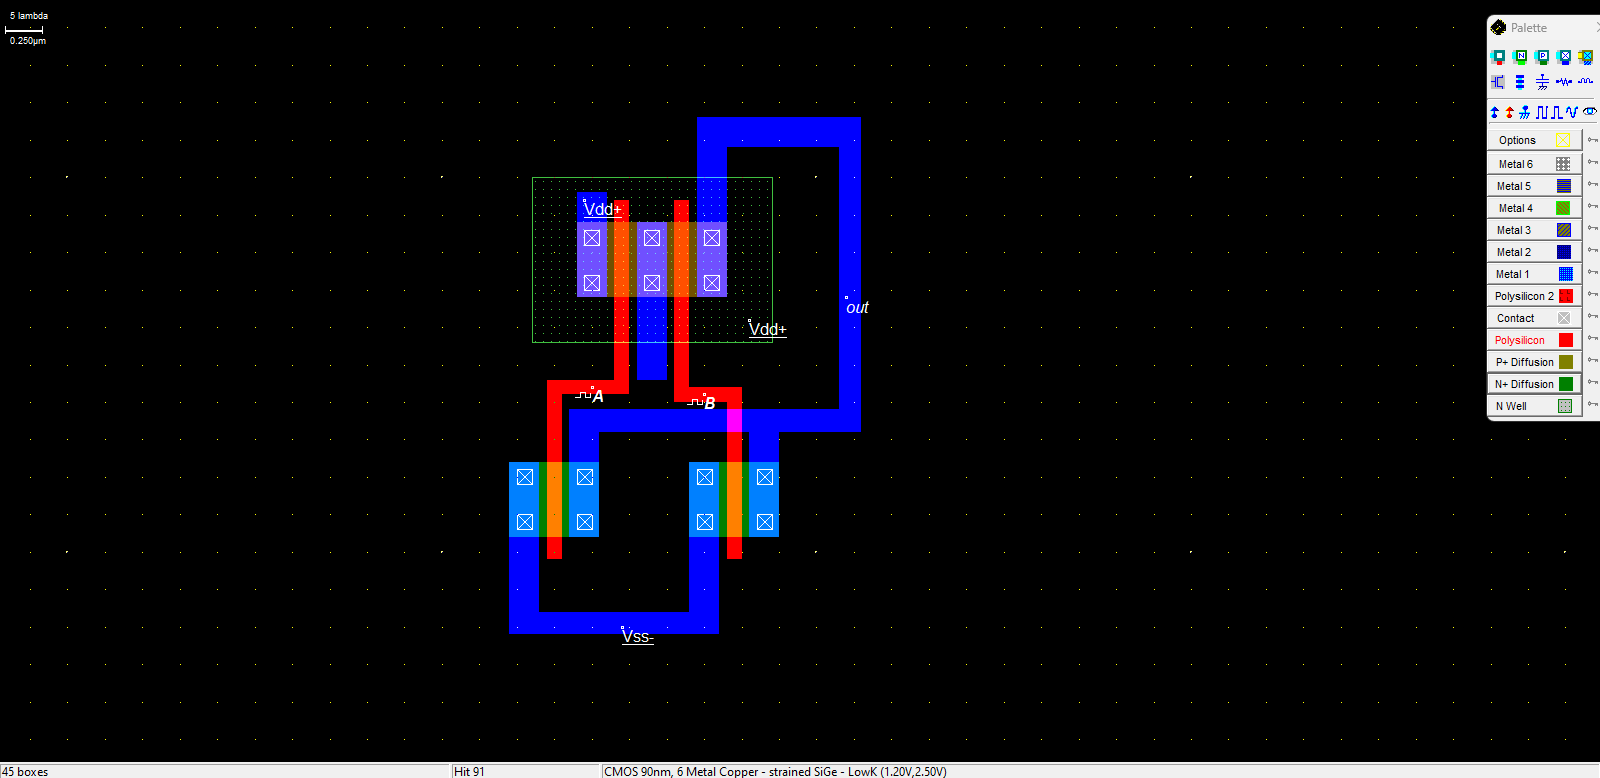 5 lambda
0.250µm
Palette
Options
Metal 6
Metal 5
Metal 4
Metal 3
Metal 2
Metal 1
Polysilicon 2
Contact
Polysilicon
P+ Diffusion
N+ Diffusion
N Well
Vdd+
out
Vdd+
A
B
Vss-
45 boxes
Hit 91
CMOS 90nm, 6 Metal Copper - strained SiGe - LowK (1.20V,2.50V)